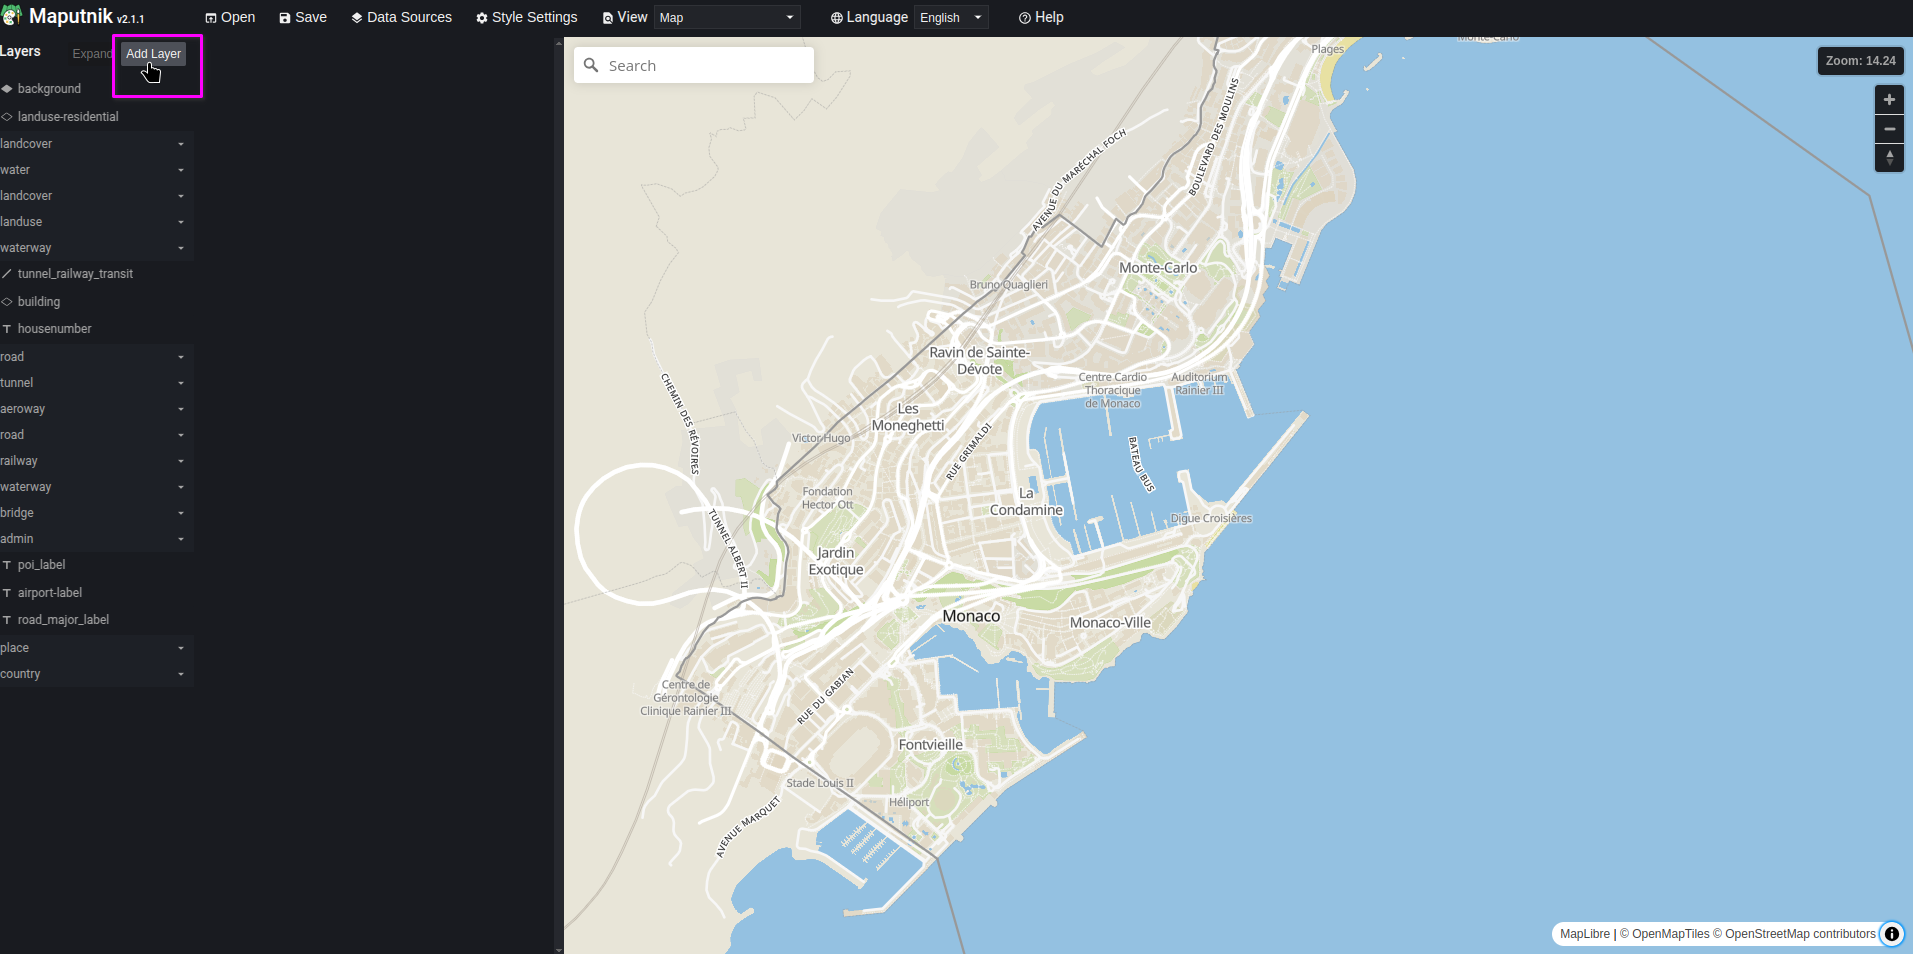 Maputnik v2.1.1
Open
Save
Data Sources
Style Settings
View
Map
Language
English
Help
Layers
Expand
Add Layer
background
landuse-residential
landcover
water
landcover
landuse
waterway
tunnel_railway_transit
building
housenumber
road
tunnel
aeroway
road
railway
waterway
bridge
admin
poi_label
airport-label
road_major_label
place
country
Search
Zoom: 14.24
Monte-Carlo
Plages
BOULEVARD DES MOULINS
AVENUE DU MARÉCHAL FOCH
Monte-Carlo
Bruno Quaglieri
Ravin de Sainte-
Dévote
Centre Cardio
Thoracique
de Monaco
Auditorium
Rainier III
CHEMIN DES RÉVOIRES
Les
Moneghetti
Victor Hugo
RUE GRIMALDI
BATEAU BUS
Fondation
Hector Ott
La
Condamine
Digue Croisières
TUNNEL ALBERT II
Jardin
Exotique
Monaco
Monaco-Ville
Centre de
Gérontologie
Clinique Rainier III
RUE DU GABIAN
Fontvieille
Stade Louis II
Héliport
AVENUE MARQUET
MapLibre | © OpenMapTiles © OpenStreetMap contributors